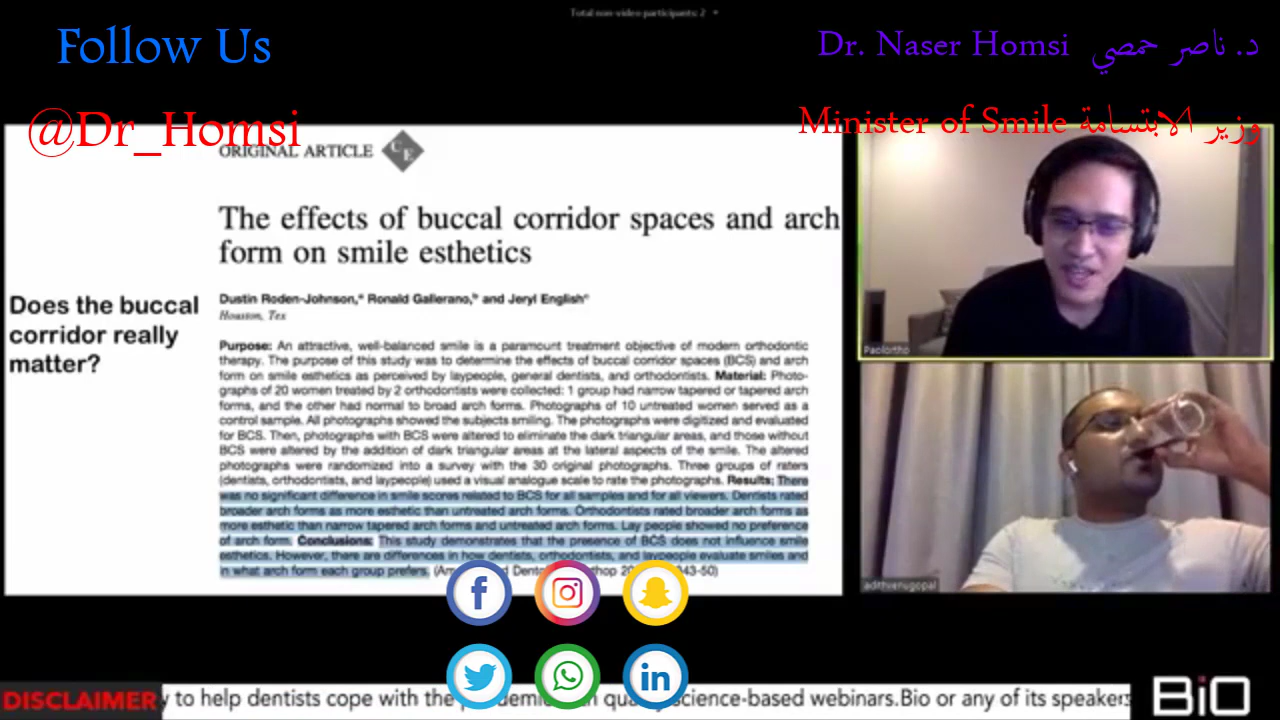 Total non-video participants: 2
Follow Us
Dr. Naser Homsi د. ناصر حمصي
@Dr_Homsi
Minister of Smile وزير الابتسامة
ORIGINAL ARTICLE CE
The effects of buccal corridor spaces and arch
form on smile esthetics
Does the buccal
corridor really
matter?
Dustin Roden-Johnson,a Ronald Gallerano,b and Jeryl Englishc
Houston, Tex
Purpose: An attractive, well-balanced smile is a paramount treatment objective of modern orthodontic
therapy. The purpose of this study was to determine the effects of buccal corridor spaces (BCS) and arch
form on smile esthetics as perceived by laypeople, general dentists, and orthodontists. Material: Photo-
graphs of 20 women treated by 2 orthodontists were collected: 1 group had narrow tapered or tapered arch
forms, and the other had normal to broad arch forms. Photographs of 10 untreated women served as a
control sample. All photographs showed the subjects smiling. The photographs were digitized and evaluated
for BCS. Then, photographs with BCS were altered to eliminate the dark triangular areas, and those without
BCS were altered by the addition of dark triangular areas at the lateral aspects of the smile. The altered
photographs were randomized into a survey with the 30 original photographs. Three groups of raters
(dentists, orthodontists, and laypeople) used a visual analogue scale to rate the photographs. Results: There
was no significant difference in smile scores related to BCS for all samples and for all viewers. Dentists rated
broader arch forms as more esthetic than untreated arch forms. Orthodontists rated broader arch forms as
more esthetic than narrow tapered arch forms and untreated arch forms. Lay people showed no preference
of arch form. Conclusions: This study demonstrates that the presence of BCS does not influence smile
esthetics. However, there are differences in how dentists, orthodontists, and laypeople evaluate smiles and
in what arch form each group prefers. (Am Dent 43-50)
Paolortho
adithvenugopal
DISCLAIMER y to help dentists cope with the science-based webinars.Bio or any of its speakers
BiO